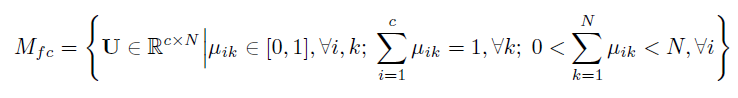 M_{fc} = \left\{ \mathbf{U} \in \mathbb{R}^{c \times N} \middle| \mu_{ik} \in [0, 1], \forall i, k; \sum_{i=1}^{c} \mu_{ik} = 1, \forall k; 0 < \sum_{k=1}^{N} \mu_{ik} < N, \forall i \right\}